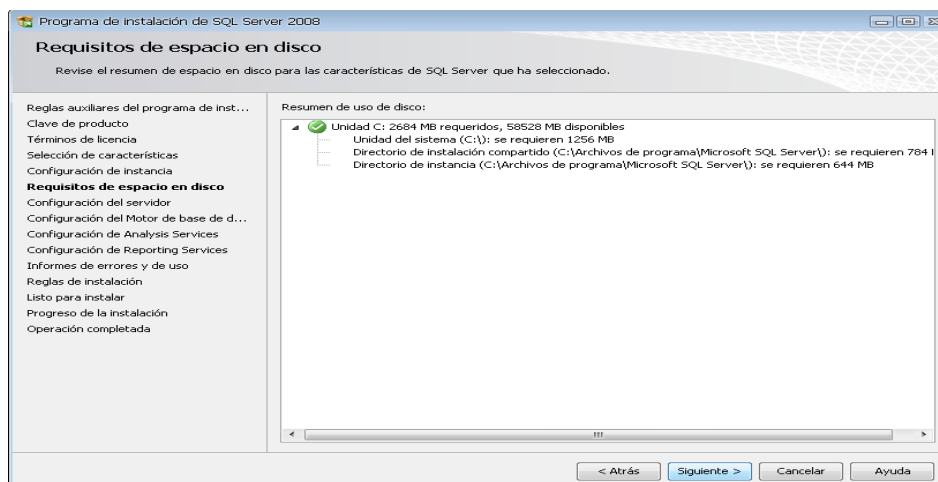 Programa de instalación de SQL Server 2008
Requisitos de espacio en disco
Revise el resumen de espacio en disco para las características de SQL Server que ha seleccionado.
Reglas auxiliares del programa de inst...
Clave de producto
Términos de licencia
Selección de características
Configuración de instancia
Requisitos de espacio en disco
Configuración del servidor
Configuración del Motor de base de d...
Configuración de Analysis Services
Configuración de Reporting Services
Informes de errores y de uso
Reglas de instalación
Listo para instalar
Progreso de la instalación
Operación completada
Resumen de uso de disco:
Unidad C: 2684 MB requeridos, 58528 MB disponibles
Unidad del sistema (C:\): se requieren 1256 MB
Directorio de instalación compartido (C:\Archivos de programa\Microsoft SQL Server\): se requieren 784
Directorio de instancia (C:\Archivos de programa\Microsoft SQL Server\): se requieren 644 MB
< Atrás
Siguiente >
Cancelar
Ayuda